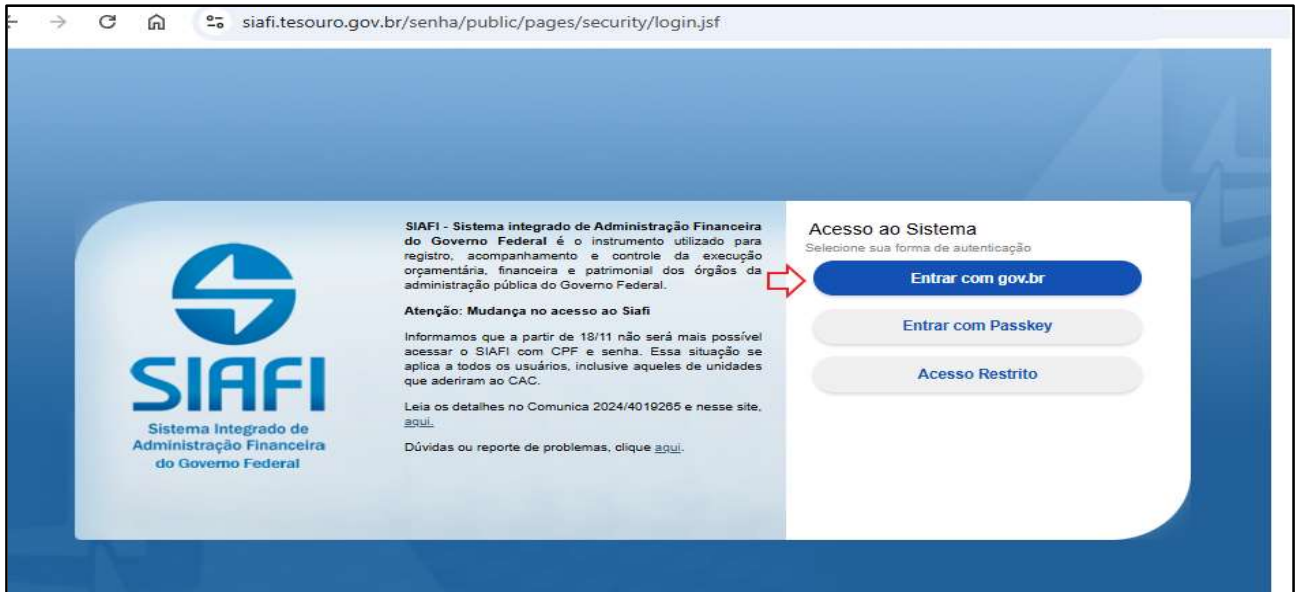 siafi.tesouro.gov.br/senha/public/pages/security/login.jsf
SIAFI
Sistema Integrado de
Administração Financeira
do Governo Federal
SIAFI - Sistema integrado de Administração Financeira
do Governo Federal é o instrumento utilizado para
registro, acompanhamento e controle da execução
orçamentária, financeira e patrimonial dos órgãos da
administração pública do Governo Federal.
Atenção: Mudança no acesso ao Siafi
Informamos que a partir de 18/11 não será mais possível
acessar o SIAFI com CPF e senha. Essa situação se
aplica a todos os usuários, inclusive aqueles de unidades
que aderiram ao CAC.
Leia os detalhes no Comunica 2024/4019265 e nesse site,
aqui.
Dúvidas ou reporte de problemas, clique aqui.
Acesso ao Sistema
Selecione sua forma de autenticação
Entrar com gov.br
Entrar com Passkey
Acesso Restrito